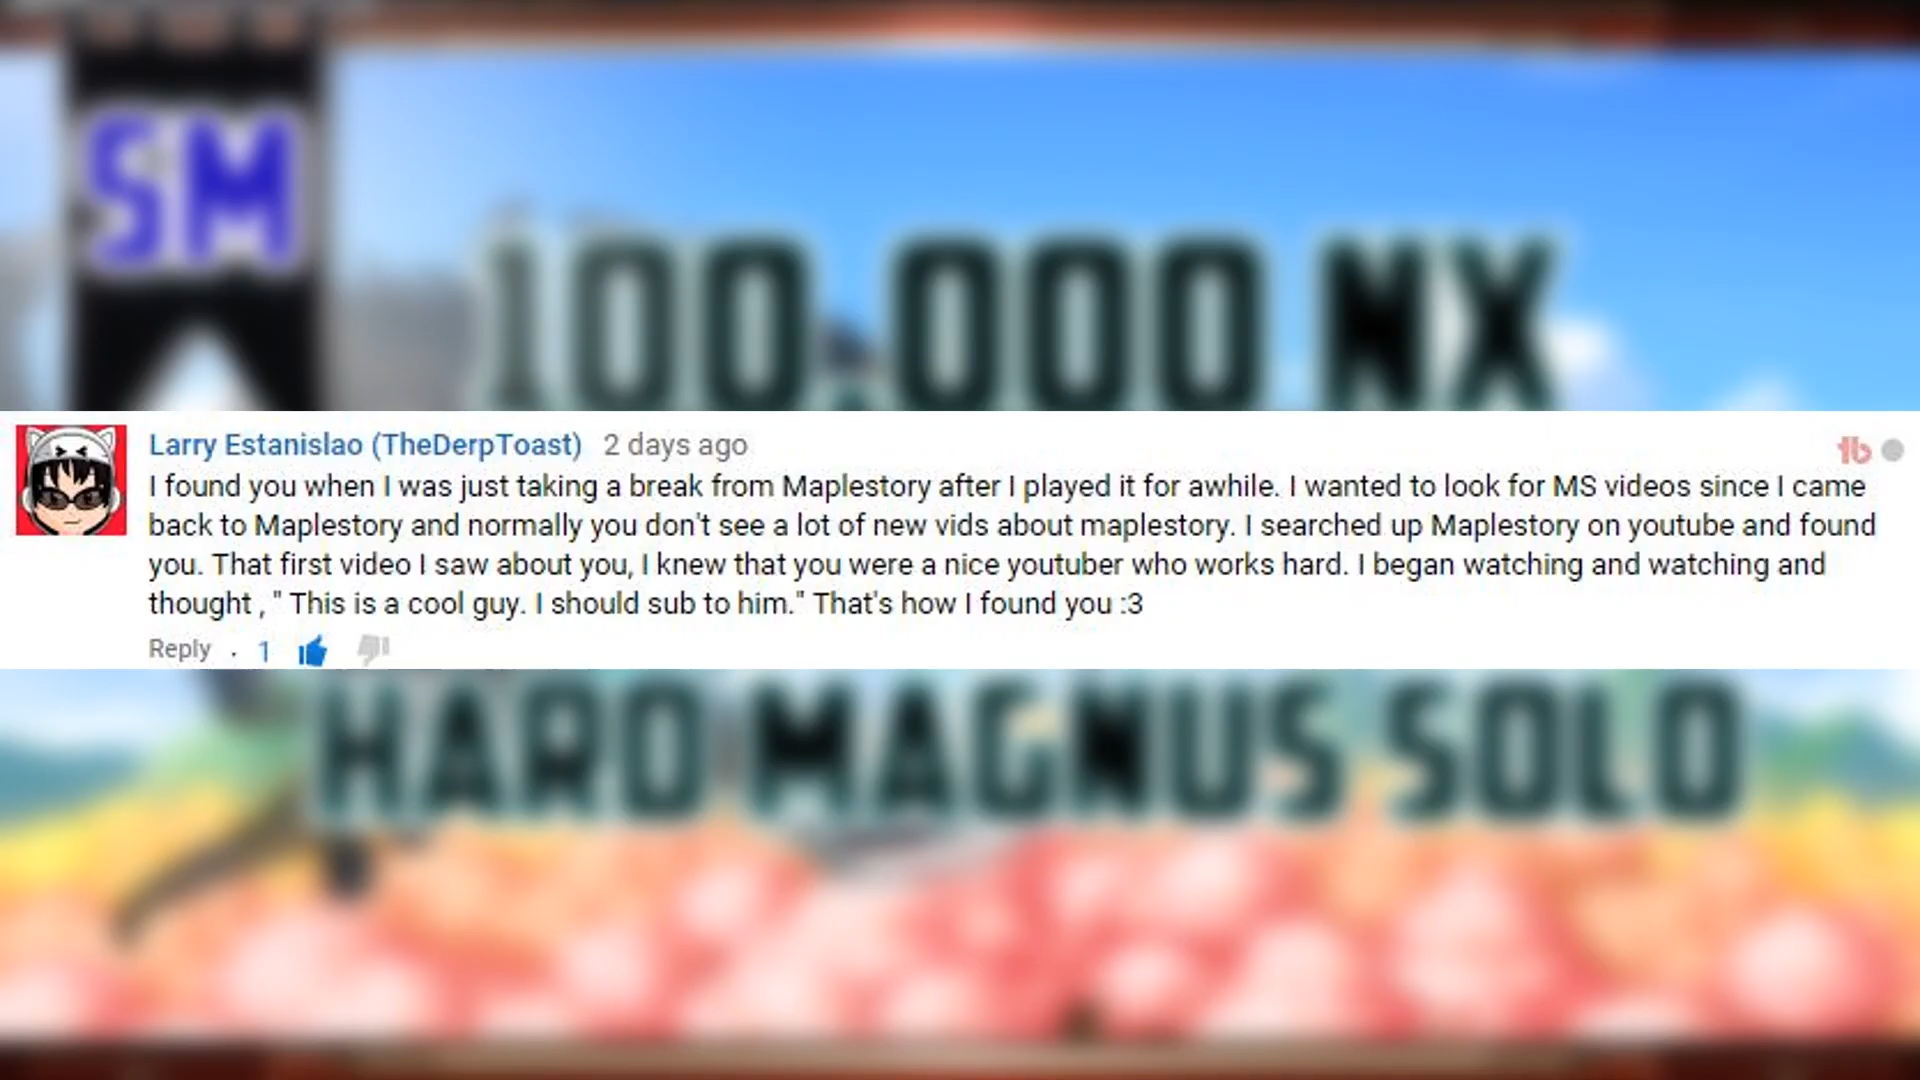 SM
100,000 NX
Larry Estanislao (TheDerpToast) 2 days ago
I found you when I was just taking a break from Maplestory after I played it for awhile. I wanted to look for MS videos since I came
back to Maplestory and normally you don't see a lot of new vids about maplestory. I searched up Maplestory on youtube and found
you. That first video I saw about you, I knew that you were a nice youtuber who works hard. I began watching and watching and
thought , " This is a cool guy. I should sub to him." That's how I found you :3
Reply . 1
HARD MAGNUS SOLO